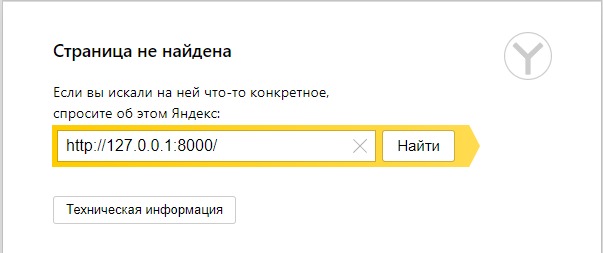 Страница не найдена
Если вы искали на ней что-то конкретное,
спросите об этом Яндекс:
http://127.0.0.1:8000/ Найти
Техническая информация